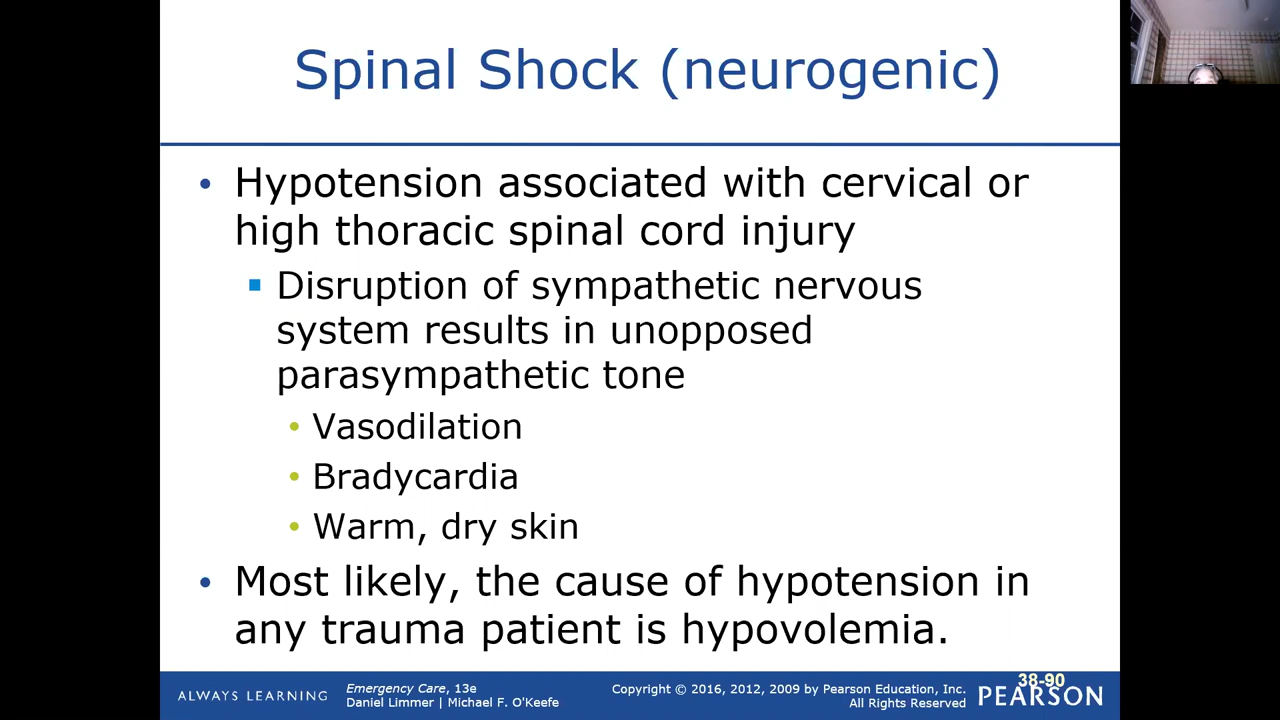 Spinal Shock (neurogenic)
• Hypotension associated with cervical or
high thoracic spinal cord injury
▪ Disruption of sympathetic nervous
system results in unopposed
parasympathetic tone
• Vasodilation
• Bradycardia
• Warm, dry skin
• Most likely, the cause of hypotension in
any trauma patient is hypovolemia.
ALWAYS LEARNING
Emergency Care, 13e
Daniel Limmer | Michael F. O'Keefe
Copyright © 2016, 2012, 2009 by Pearson Education, Inc.
All Rights Reserved
38-90
PEARSON